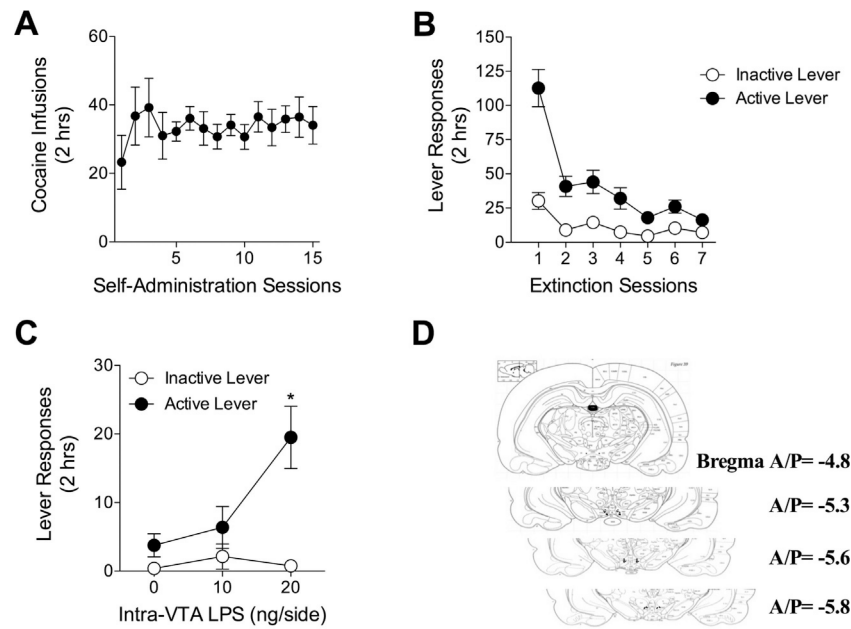 A
60
40
20
0
Cocaine Infusions
(2 hrs)
5
10
15
Self-Administration Sessions
B
150
125
100
75
50
25
0
Lever Responses
(2 hrs)
Inactive Lever
Active Lever
1 2 3 4 5 6 7
Extinction Sessions
C
30
20
10
0
Lever Responses
(2 hrs)
Inactive Lever
Active Lever
*
0
10
20
Intra-VTA LPS (ng/side)
D
Bregma A/P= -4.8
A/P= -5.3
A/P= -5.6
A/P= -5.8